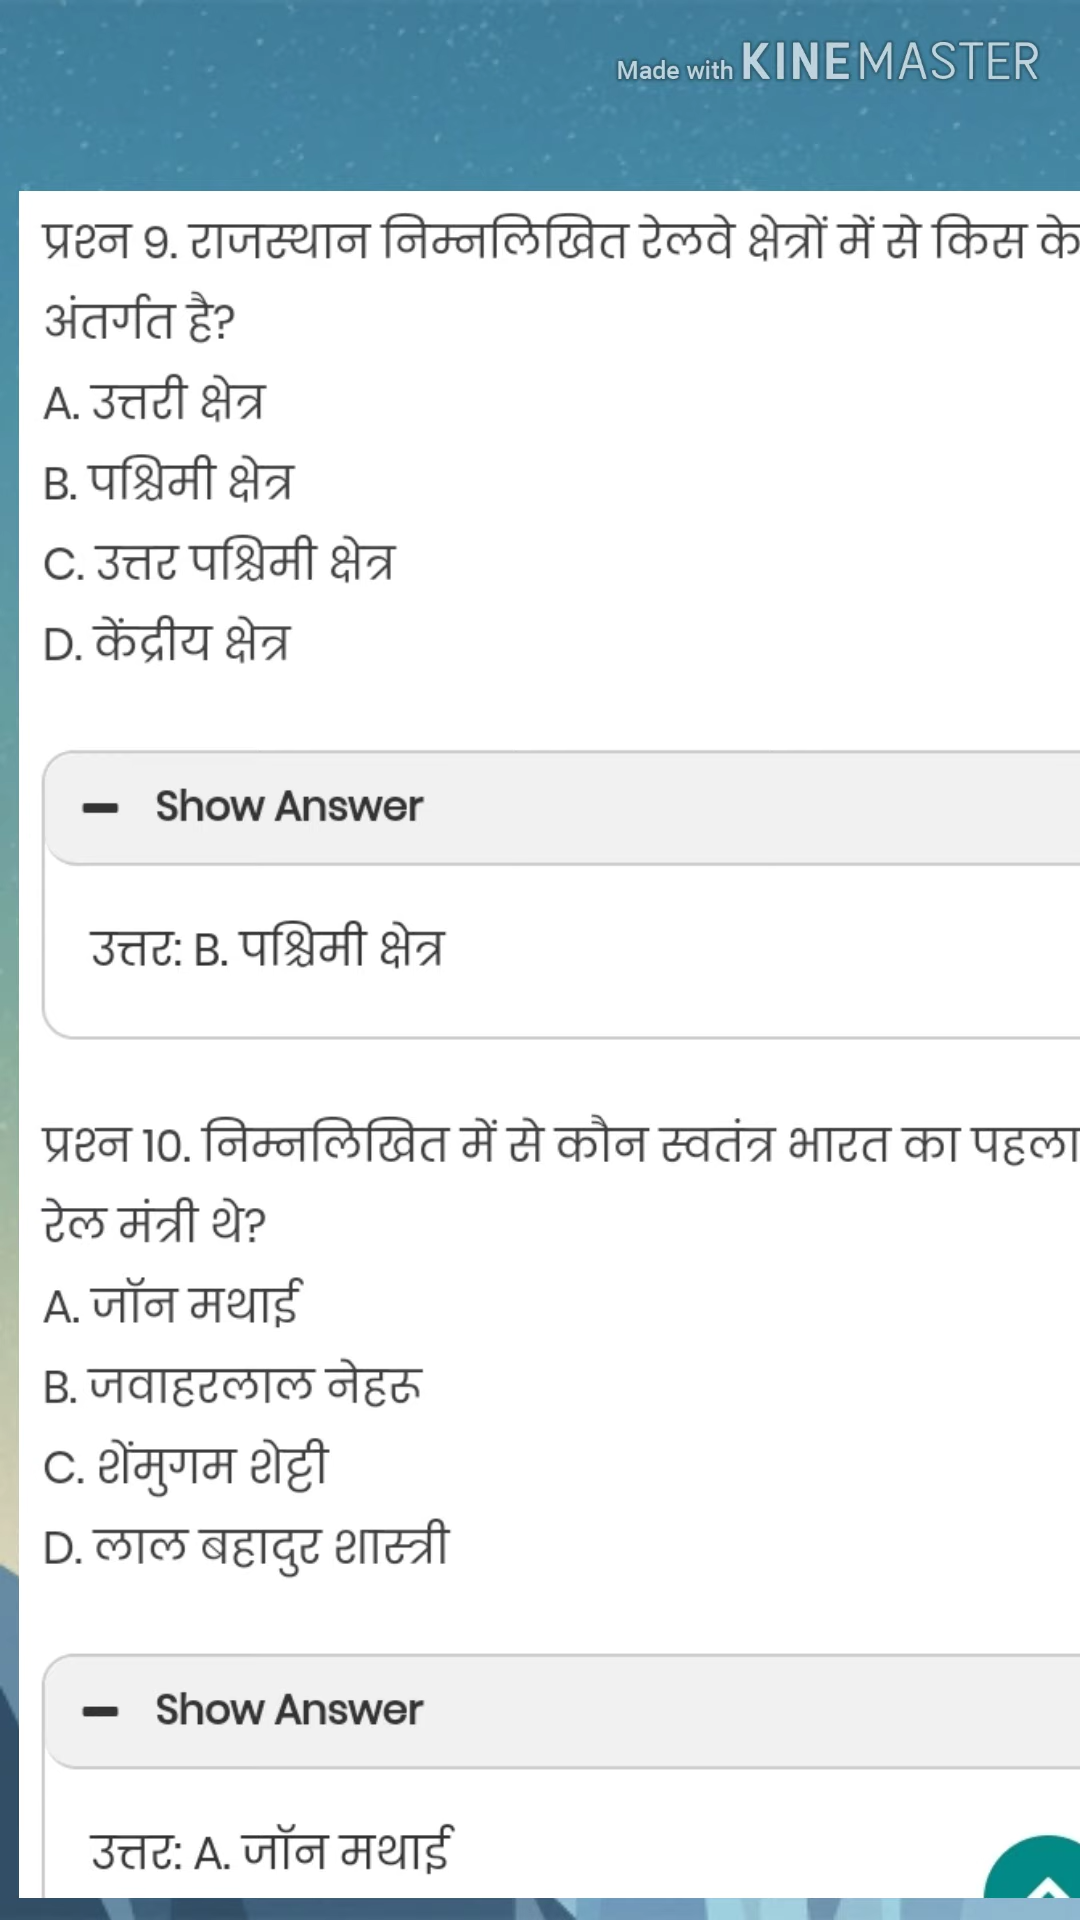 Made with KINEMASTER
प्रश्न 9. राजस्थान निम्नलिखित रेलवे क्षेत्रों में से किस के
अंतर्गत है?
A. उत्तरी क्षेत्र
B. पश्चिमी क्षेत्र
C. उत्तर पश्चिमी क्षेत्र
D. केंद्रीय क्षेत्र
Show Answer
उत्तर: B. पश्चिमी क्षेत्र
प्रश्न 10. निम्नलिखित में से कौन स्वतंत्र भारत का पहला
रेल मंत्री थे?
A. जॉन मथाई
B. जवाहरलाल नेहरू
C. शेंमुगम शेट्टी
D. लाल बहादुर शास्त्री
Show Answer
उत्तर: A. जॉन मथाई